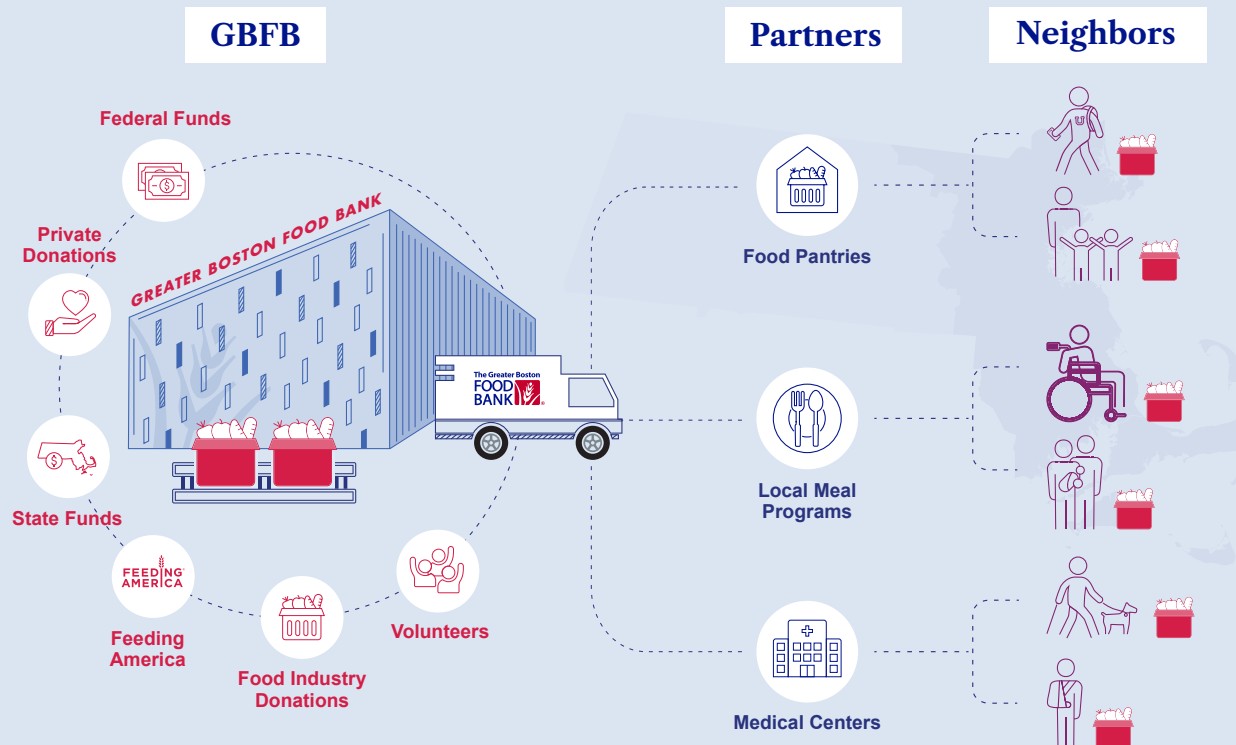 GBFB
Partners
Neighbors
Federal Funds
Private
Donations
State Funds
FEEDING
AMERICA
Feeding
America
Food Industry
Donations
Volunteers
GREATER BOSTON FOOD BANK
The Greater Boston
FOOD
BANK
Food Pantries
Local Meal
Programs
Medical Centers